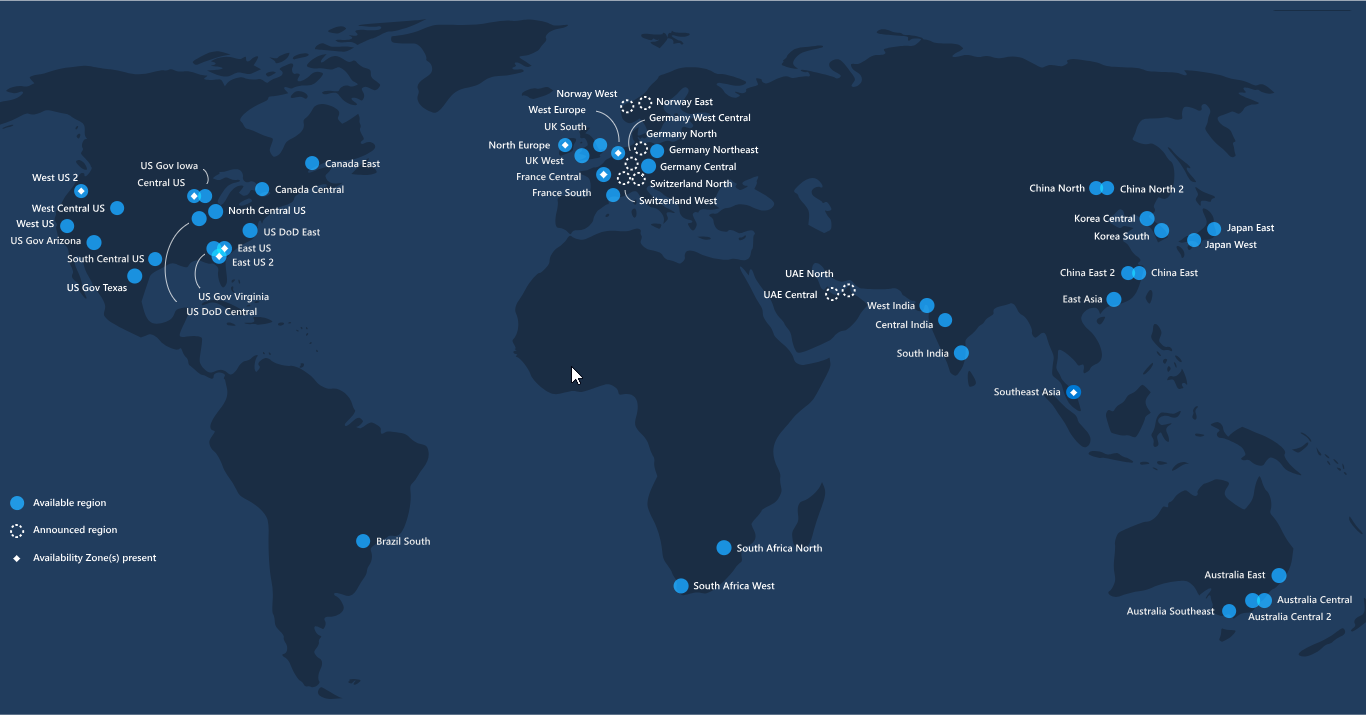 Norway West
Norway East
West Europe
Germany West Central
UK South
Germany North
North Europe
Germany Northeast
UK West
Germany Central
France Central
Switzerland North
France South
Switzerland West
US Gov Iowa
Canada East
Central US
West US 2
Canada Central
West Central US
North Central US
West US
US DoD East
US Gov Arizona
East US
South Central US
East US 2
US Gov Texas
US Gov Virginia
US DoD Central
China North
China North 2
Korea Central
Japan East
Korea South
Japan West
UAE North
China East 2
China East
UAE Central
East Asia
West India
Central India
South India
Southeast Asia
Available region
Announced region
Availability Zone(s) present
Brazil South
South Africa North
South Africa West
Australia East
Australia Central
Australia Southeast
Australia Central 2